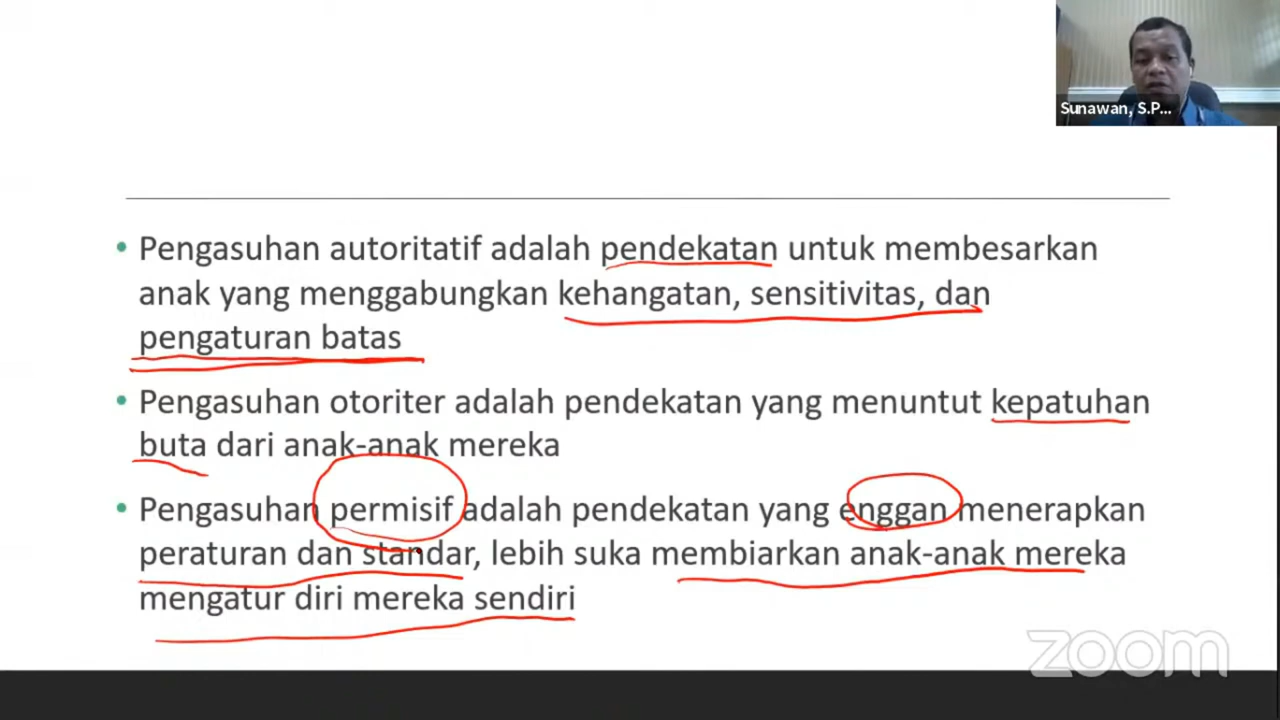 Sunawan, S.P...
• Pengasuhan autoritatif adalah pendekatan untuk membesarkan
anak yang menggabungkan kehangatan, sensitivitas, dan
pengaturan batas
• Pengasuhan otoriter adalah pendekatan yang menuntut kepatuhan
buta dari anak-anak mereka
• Pengasuhan permisif adalah pendekatan yang enggan menerapkan
peraturan dan standar, lebih suka membiarkan anak-anak mereka
mengatur diri mereka sendiri
zoom